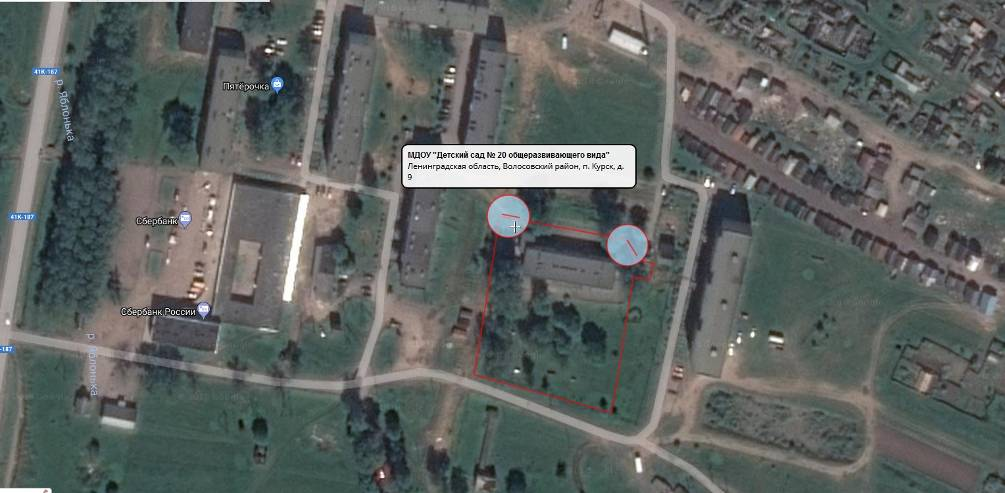 41К-187
р. Яблонька
Пятёрочка
МДОУ "Детский сад № 20 общеразвивающего вида"
Ленинградская область, Волосовский район, п. Курск, д.
9
41К-187
Сбербанк
Сбербанк России
-187
р. Яблонька